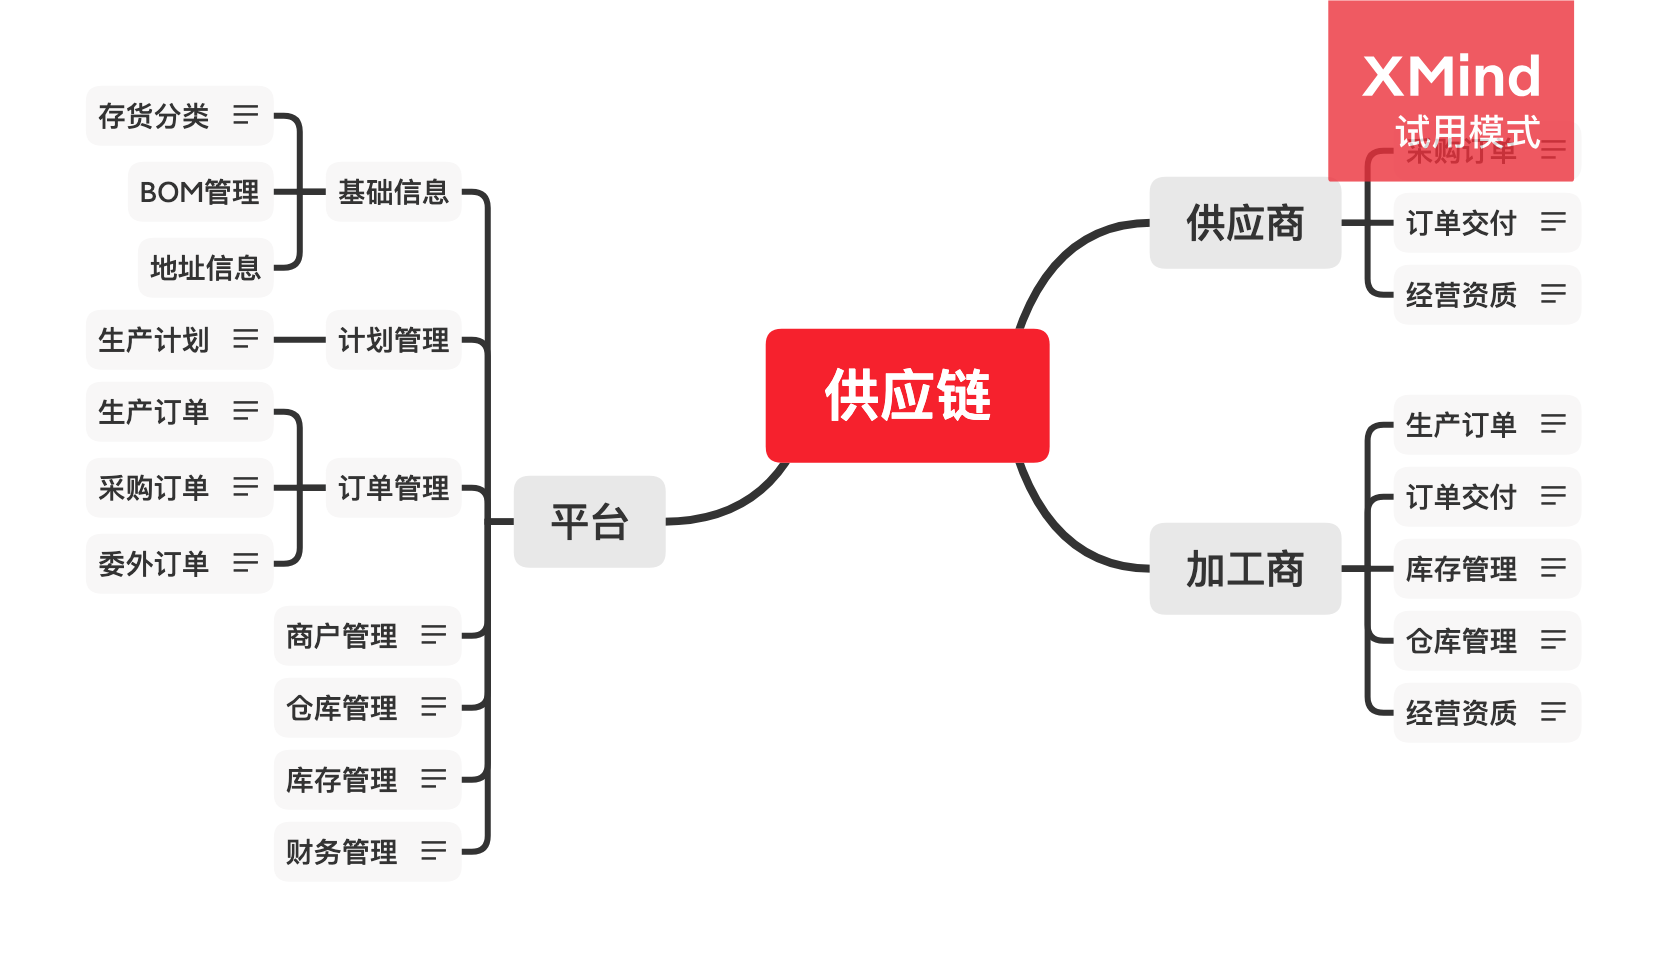 XMind
试用模式
采购订单
订单交付
经营资质
供应商
供应链
加工商
生产订单
订单交付
库存管理
仓库管理
经营资质
平台
基础信息
存货分类
BOM管理
地址信息
计划管理
生产计划
订单管理
生产订单
采购订单
委外订单
商户管理
仓库管理
库存管理
财务管理